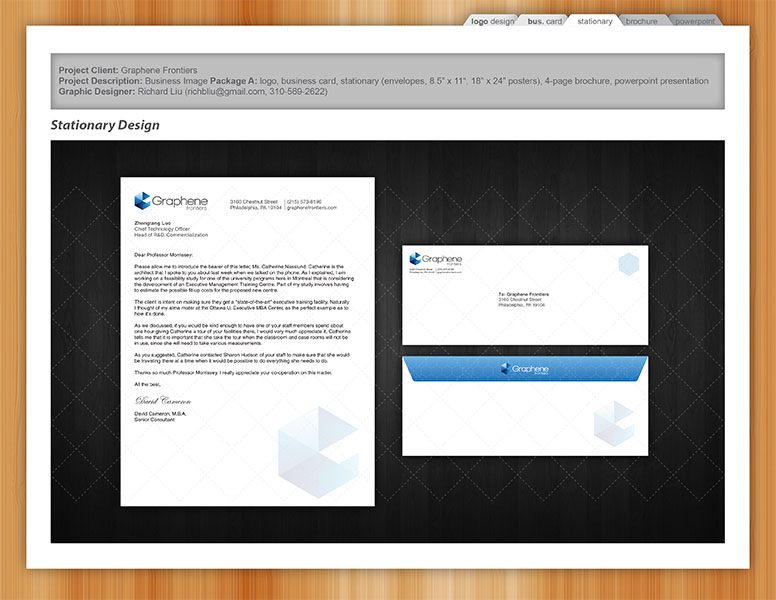 logo design bus. card stationary brochure powerpoint
Project Client: Graphene Frontiers
Project Description: Business Image Package A: logo, business card, stationary (envelopes, 8.5" x 11", 18" x 24" posters), 4-page brochure, powerpoint presentation
Graphic Designer: Richard Liu (richbliu@gmail.com, 310-569-2622)
Stationary Design
Graphene
frontiers
3160 Chestnut Street | (215) 573-6196
Philadelphia, PA 10104 | graphenefrontiers.com
Zhengtang Luo
Chief Technology Officer
Head of R&D, Commercialization
Dear Professor Morrissey:
Please allow me to introduce the bearer of this letter, Ms. Catherine Nasslund. Catherine is the
architect that I spoke to you about last week when we talked on the phone. As I explained, I am
working on a feasibility study for one of the university programs here in Montreal that is considering
the development of an Executive Management Training Centre. Part of my study involves having
to estimate the possible fit-up costs for the proposed new centre.
The client is intent on making sure they get a "state-of-the-art" executive training facility. Naturally
I thought of my alma mater at the Ottawa U. Executive MBA Center, as the perfect example as to
how it's done.
As we discussed, if you would be kind enough to have one of your staff members spend about
one hour giving Catherine a tour of your facilities there, I would very much appreciate it. Catherine
tells me that it is important that she take the tour when the classroom and case rooms will not be
in use, since she will need to take various measurements.
As you suggested, Catherine contacted Sharon Hudson of your staff to make sure that she would
be traveling there at a time when it would be possible to do everything she needs to do.
Thanks so much Professor Morrissey. I really appreciate your co-operation on this matter.
All the best,
David Cameron
David Cameron, M.B.A.
Senior Consultant
Graphene
frontiers
To: Graphene Frontiers
3160 Chestnut Street
Philadelphia, PA 10104
Graphene
frontiers